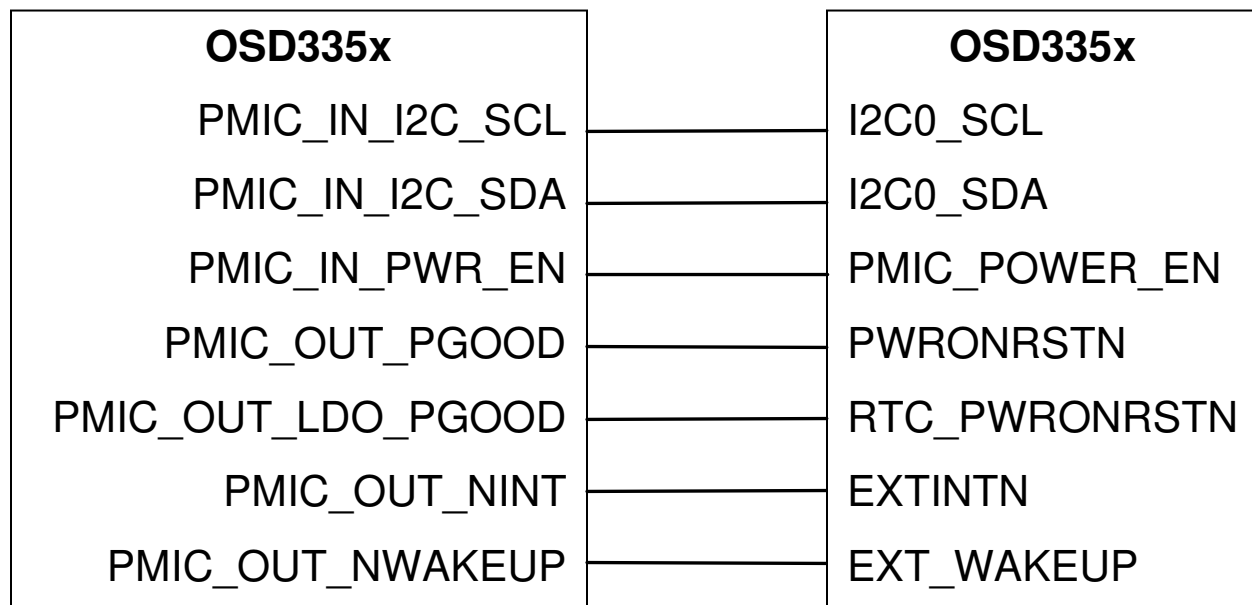 OSD335x OSD335x
PMIC_IN_I2C_SCL I2C0_SCL
PMIC_IN_I2C_SDA I2C0_SDA
PMIC_IN_PWR_EN PMIC_POWER_EN
PMIC_OUT_PGOOD PWRONRSTN
PMIC_OUT_LDO_PGOOD RTC_PWRONRSTN
PMIC_OUT_NINT EXTINTN
PMIC_OUT_NWAKEUP EXT_WAKEUP